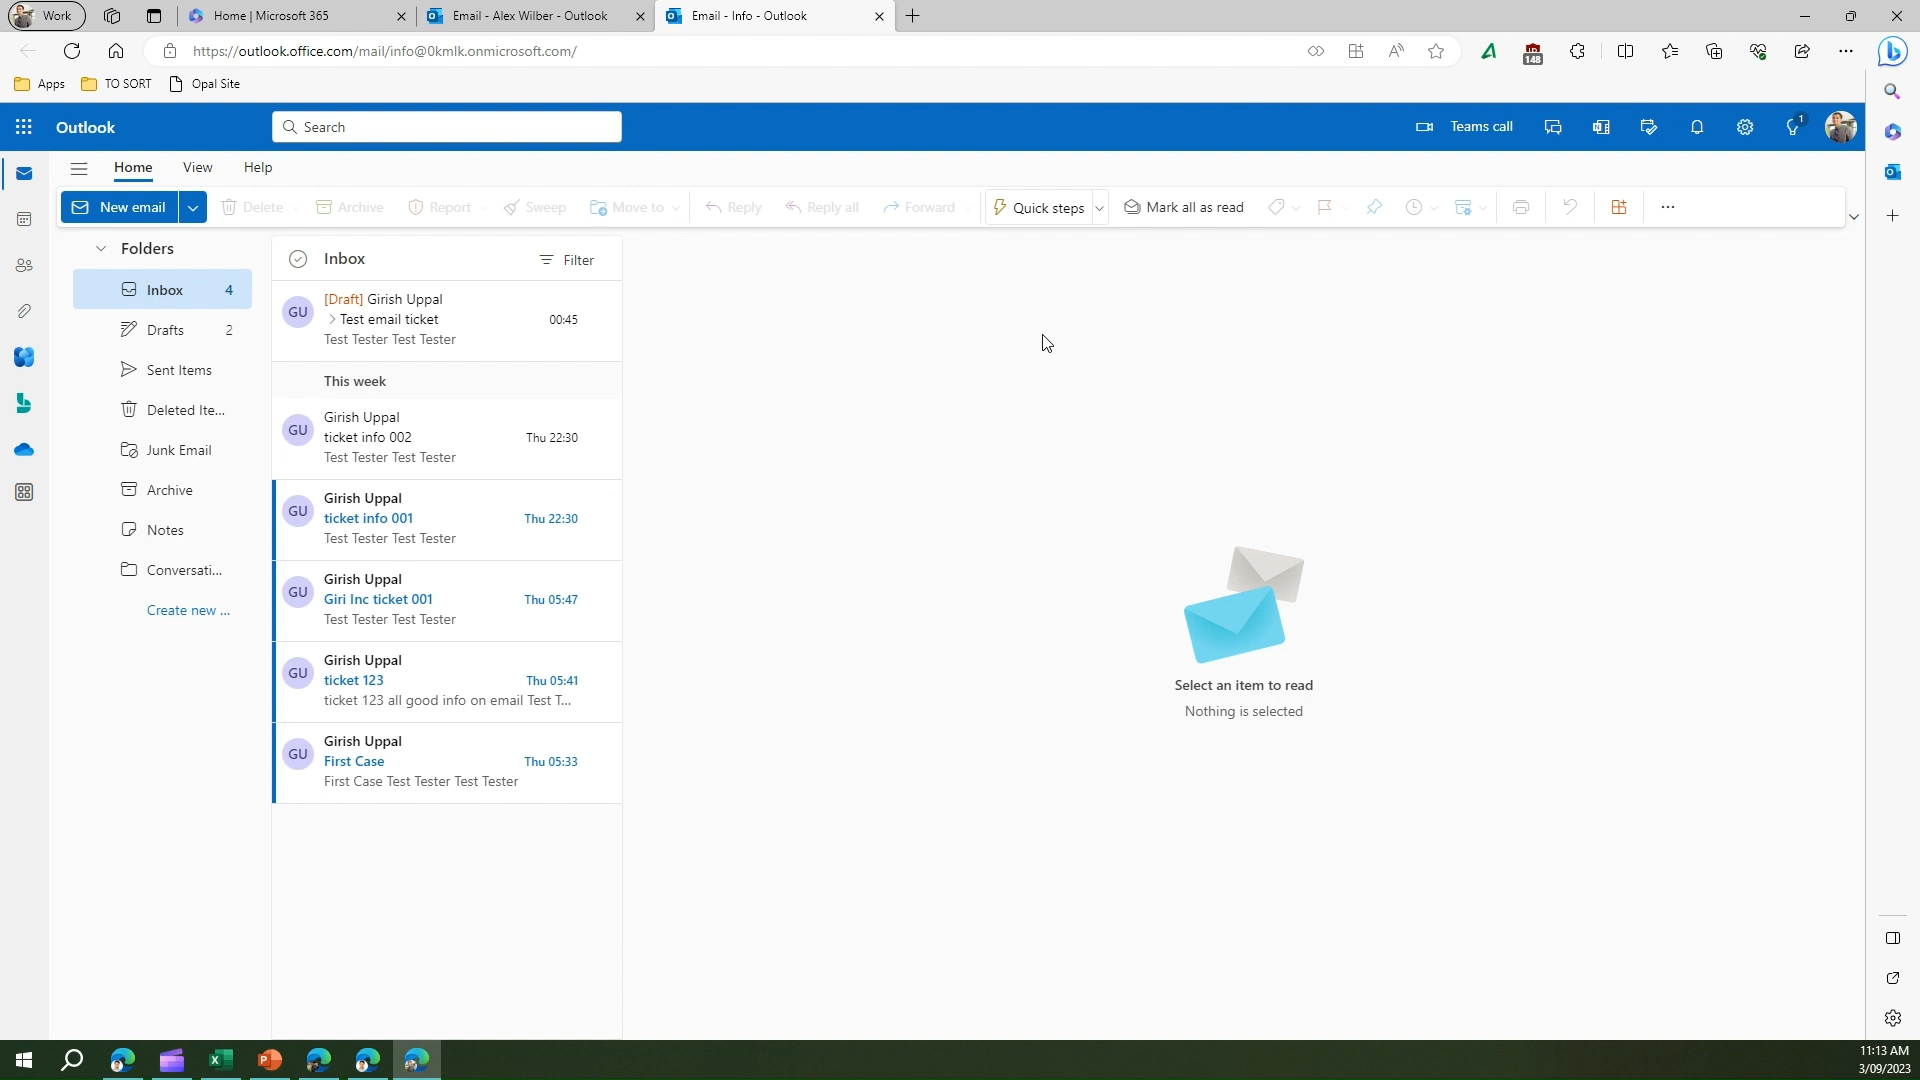 Work
Home | Microsoft 365
Email - Alex Wilber - Outlook
Email - Info - Outlook
https://outlook.office.com/mail/info@0kmlk.onmicrosoft.com/
148
Apps
TO SORT
Opal Site
Outlook
Search
Teams call
1
Home
View
Help
New email
Delete
Archive
Report
Sweep
Move to
Reply
Reply all
Forward
Quick steps
Mark all as read
Folders
Inbox 4
Drafts 2
Sent Items
Deleted Ite...
Junk Email
Archive
Notes
Conversati...
Create new ...
Inbox
Filter
GU
[Draft] Girish Uppal
Test email ticket 00:45
Test Tester Test Tester
This week
GU
Girish Uppal
ticket info 002 Thu 22:30
Test Tester Test Tester
GU
Girish Uppal
ticket info 001 Thu 22:30
Test Tester Test Tester
GU
Girish Uppal
Giri Inc ticket 001 Thu 05:47
Test Tester Test Tester
GU
Girish Uppal
ticket 123 Thu 05:41
ticket 123 all good info on email Test T...
GU
Girish Uppal
First Case Thu 05:33
First Case Test Tester Test Tester
Select an item to read
Nothing is selected
11:13 AM
3/09/2023